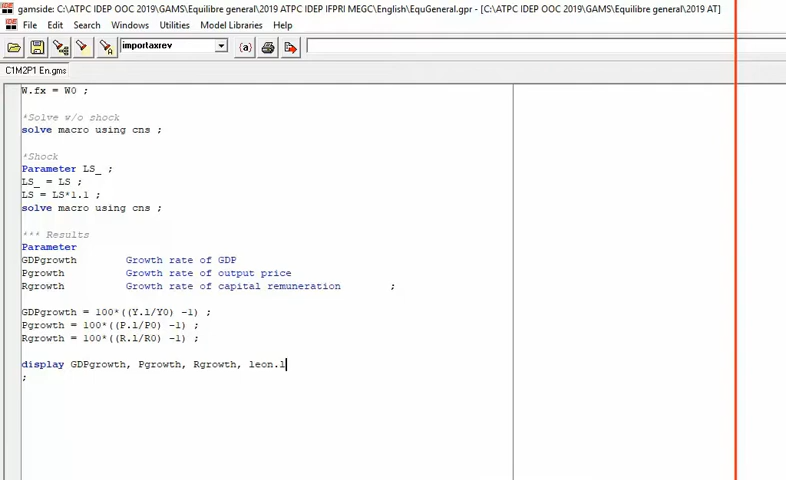 gamside: C:\ATPC IDEP OOC 2019\GAMS\Equilibre general\2019 ATPC IDEP IFPRI MEGC\English\EquGeneral.gpr - [C:\ATPC IDEP OOC 2019\GAMS\Equilibre general\2019 AT]
IDE File Edit Search Windows Utilities Model Libraries Help
importaxrev {a}
C1M2P1 En.gms
W.fx = W0 ;
*Solve w/o shock
solve macro using cns ;
*Shock
Parameter LS_ ;
LS_ = LS ;
LS = LS*1.1 ;
solve macro using cns ;
*** Results
Parameter
GDPgrowth Growth rate of GDP
Pgrowth Growth rate of output price
Rgrowth Growth rate of capital remuneration ;
GDPgrowth = 100*((Y.l/Y0) -1) ;
Pgrowth = 100*((P.l/P0) -1) ;
Rgrowth = 100*((R.l/R0) -1) ;
display GDPgrowth, Pgrowth, Rgrowth, leon.l
;